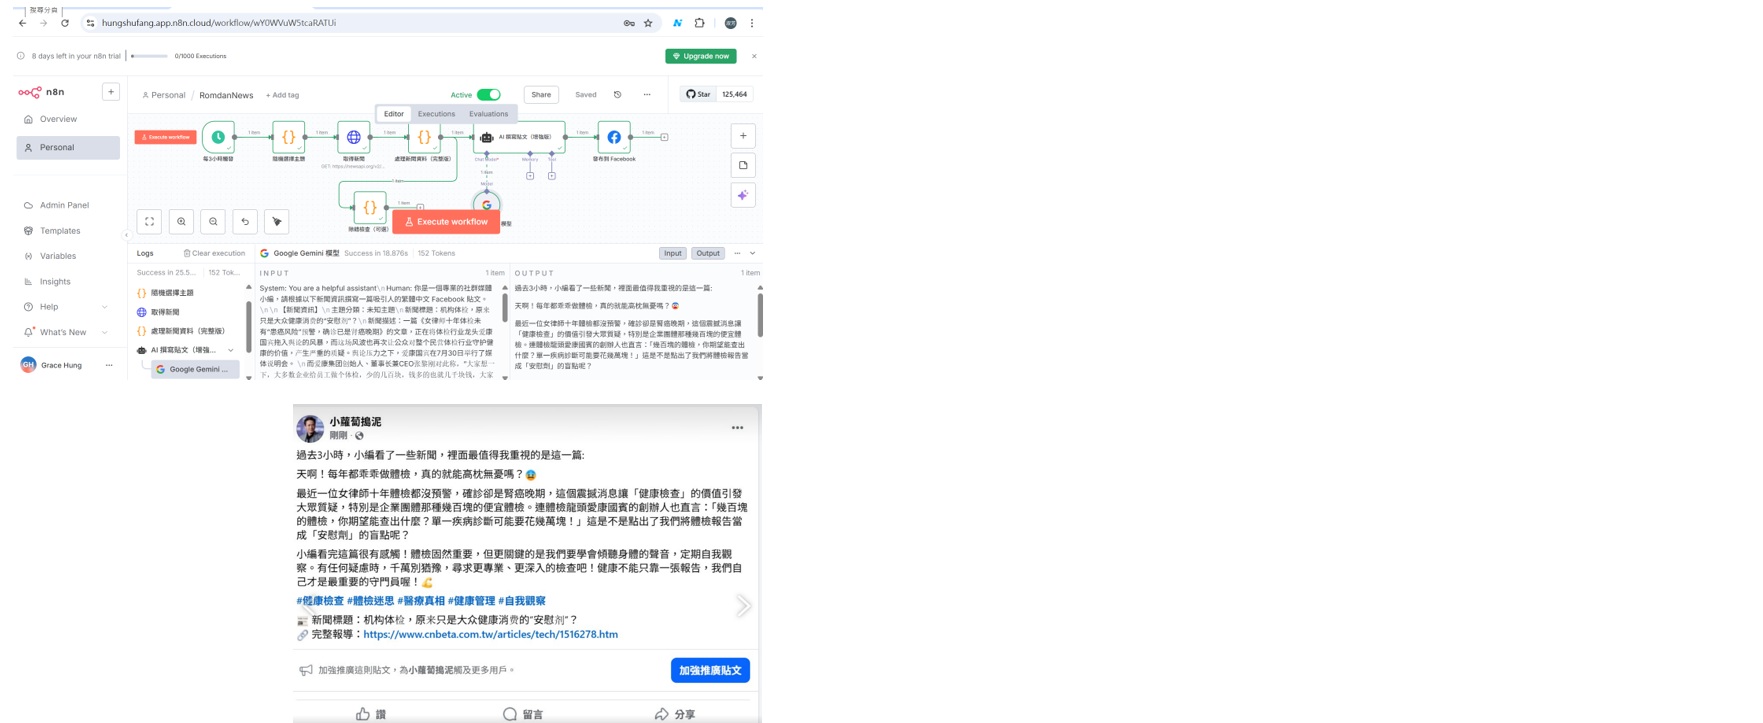 搜尋分頁
hungshufang.app.n8n.cloud/workflow/wY0WVuW5tcaRATUi
8 days left in your n8n trial
0/1000 Executions
Upgrade now
n8n
Personal / RomdanNews + Add tag
Active
Share
Saved
Star 125,464
Editor Executions Evaluations
Overview
Personal
Admin Panel
Templates
Variables
Insights
Help
What's New
Grace Hung
Execute workflow
1 item
1 item
1 item
1 item
1 item
1 item
AI 撰寫貼文（增強版）
每3小時觸發
隨機選擇主題
取得新聞
處理新聞資料（完整版）
Chat Model*
Memory
Tool
發布到 Facebook
1 item
Model
1 item
1 item
Execute workflow
模型
Logs
Clear execution
Google Gemini 模型 Success in 18.876s 152 Tokens
Input
Output
Success in 25.5... 152 Tok...
隨機選擇主題
取得新聞
處理新聞資料（完整版）
AI 撰寫貼文（增強...
Google Gemini ...
INPUT
1 item
System: You are a helpful assistant\nHuman: 你是一個專業的社群媒體
小編，請根據以下新聞資訊撰寫一篇吸引人的繁體中文 Facebook 貼文。
\n \n 【新聞資訊】\n 主題分類：未知主題\n 新聞標題：机构体检，原来
只是大众健康消费的“安慰剂”？\n 新聞描述：一篇《女律师十年体检未
有“患癌风险”预警，确诊已是肾癌晚期》的文章，正在将体检行业龙头爱康
国宾拖入舆论的风暴，而这场风波也再次让公众对整个民营体检行业守护健
康的价值，产生严重的质疑。舆论压力之下，爱康国宾在7月30日举行了媒
体说明会。\n 而爱康集团创始人、董事长兼CEO张黎刚对此称，“大家想一
下，大多数企业给员工做个体检，少的几百块，钱多的也就几千块钱，大家
OUTPUT
1 item
過去3小時，小編看了一些新聞，裡面最值得我重視的是這一篇:
天啊！每年都乖乖做體檢，真的就能高枕無憂嗎？😨
最近一位女律師十年體檢都沒預警，確診卻是腎癌晚期，這個震撼消息讓
「健康檢查」的價值引發大眾質疑，特別是企業團體那種幾百塊的便宜體
檢。連體檢龍頭愛康國賓的創辦人也直言：「幾百塊的體檢，你期望能查出什
麼？單一疾病診斷可能要花幾萬塊！」這是不是點出了我們將體檢報告當
成「安慰劑」的盲點呢？
小蘿蔔搗泥
剛剛 ·
過去3小時，小編看了一些新聞，裡面最值得我重視的是這一篇:
天啊！每年都乖乖做體檢，真的就能高枕無憂嗎？😨
最近一位女律師十年體檢都沒預警，確診卻是腎癌晚期，這個震撼消息讓「健康檢查」的價值引發
大眾質疑，特別是企業團體那種幾百塊的便宜體檢。連體檢龍頭愛康國賓的創辦人也直言：「幾百塊
的體檢，你期望能查出什麼？單一疾病診斷可能要花幾萬塊！」這是不是點出了我們將體檢報告當
成「安慰劑」的盲點呢？
小編看完這篇很有感觸！體檢固然重要，但更關鍵的是我們要學會傾聽身體的聲音，定期自我觀
察。有任何疑慮時，千萬別猶豫，尋求更專業、更深入的檢查吧！健康不能只靠一張報告，我們自
己才是最重要的守門員喔！💪
#健康檢查 #體檢迷思 #醫療真相 #健康管理 #自我觀察
📰 新聞標題：机构体检，原来只是大众健康消费的“安慰剂”？
🔗 完整報導：https://www.cnbeta.com.tw/articles/tech/1516278.htm
加強推廣這則貼文，為小蘿蔔搗泥觸及更多用戶。
加強推廣貼文
讚
留言
分享